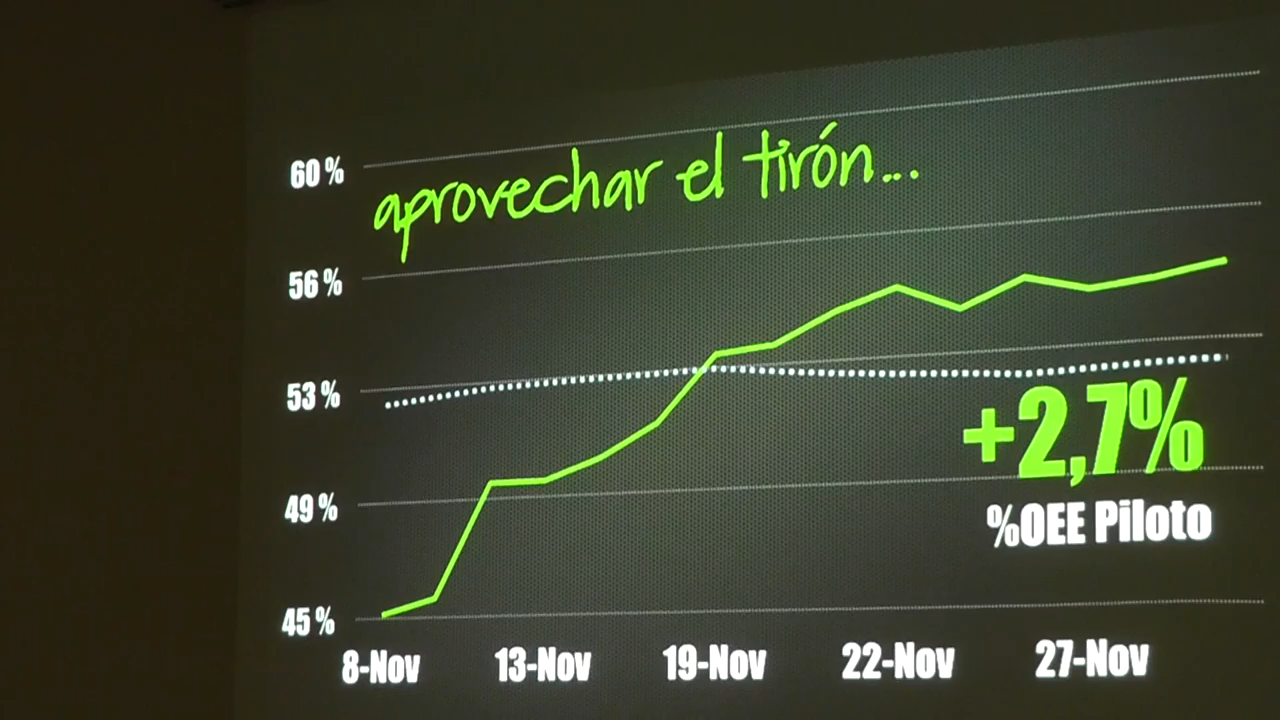 60 %
aprovechar el tirón...
56 %
53 %
+2,7%
49 %
%OEE Piloto
45 %
8-Nov 13-Nov 19-Nov 22-Nov 27-Nov